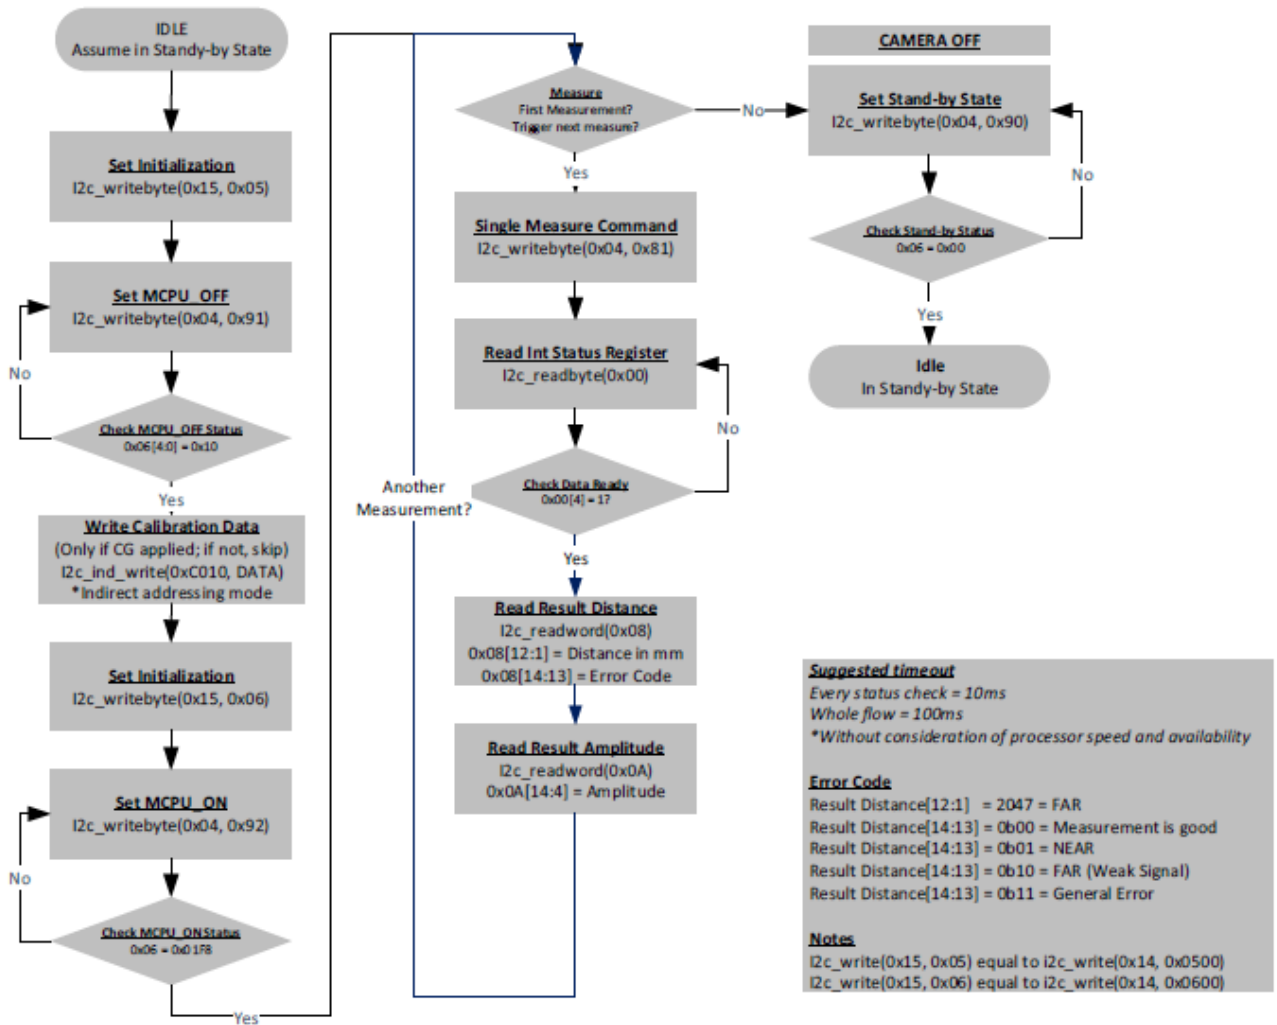 IDLE
Assume in Standy-by State
Set Initialization
I2c_writebyte(0x15, 0x05)
Set MCPU_OFF
I2c_writebyte(0x04, 0x91)
No
Check MCPU_OFF Status
0x06[4:0] = 0x10
Yes
Write Calibration Data
(Only if CG applied; if not, skip)
I2c_ind_write(0xC010, DATA)
*Indirect addressing mode
Set Initialization
I2c_writebyte(0x15, 0x06)
Set MCPU_ON
I2c_writebyte(0x04, 0x92)
No
Check MCPU_ON Status
0x06 = 0x01F8
Yes
Measure
First Measurement?
Trigger next measure?
No
Yes
Single Measure Command
I2c_writebyte(0x04, 0x81)
Read Int Status Register
I2c_readbyte(0x00)
No
Check Data Ready
0x00[4] = 1?
Another
Measurement?
Yes
Read Result Distance
I2c_readword(0x08)
0x08[12:1] = Distance in mm
0x08[14:13] = Error Code
Read Result Amplitude
I2c_readword(0x0A)
0x0A[14:4] = Amplitude
CAMERA OFF
Set Stand-by State
I2c_writebyte(0x04, 0x90)
No
Check Stand-by Status
0x06 = 0x00
Yes
Idle
In Standy-by State
Suggested timeout
Every status check = 10ms
Whole flow = 100ms
*Without consideration of processor speed and availability
Error Code
Result Distance[12:1] = 2047 = FAR
Result Distance[14:13] = 0b00 = Measurement is good
Result Distance[14:13] = 0b01 = NEAR
Result Distance[14:13] = 0b10 = FAR (Weak Signal)
Result Distance[14:13] = 0b11 = General Error
Notes
I2c_write(0x15, 0x05) equal to i2c_write(0x14, 0x0500)
I2c_write(0x15, 0x06) equal to i2c_write(0x14, 0x0600)